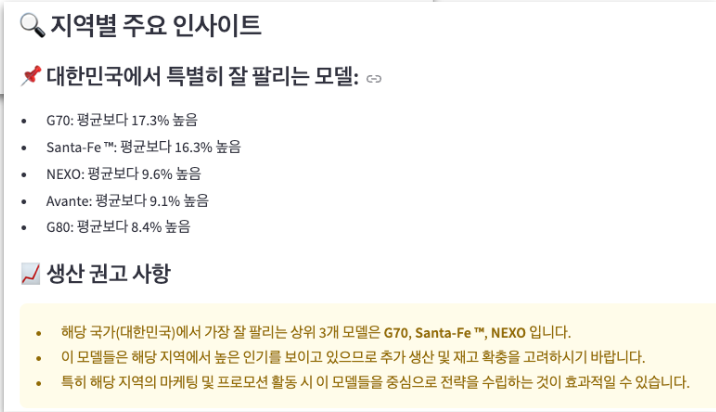 🔍 지역별 주요 인사이트
📌 대한민국에서 특별히 잘 팔리는 모델:
• G70: 평균보다 17.3% 높음
• Santa-Fe ™: 평균보다 16.3% 높음
• NEXO: 평균보다 9.6% 높음
• Avante: 평균보다 9.1% 높음
• G80: 평균보다 8.4% 높음
📈 생산 권고 사항
• 해당 국가(대한민국)에서 가장 잘 팔리는 상위 3개 모델은 G70, Santa-Fe ™, NEXO 입니다.
• 이 모델들은 해당 지역에서 높은 인기를 보이고 있으므로 추가 생산 및 재고 확충을 고려하시기 바랍니다.
• 특히 해당 지역의 마케팅 및 프로모션 활동 시 이 모델들을 중심으로 전략을 수립하는 것이 효과적일 수 있습니다.